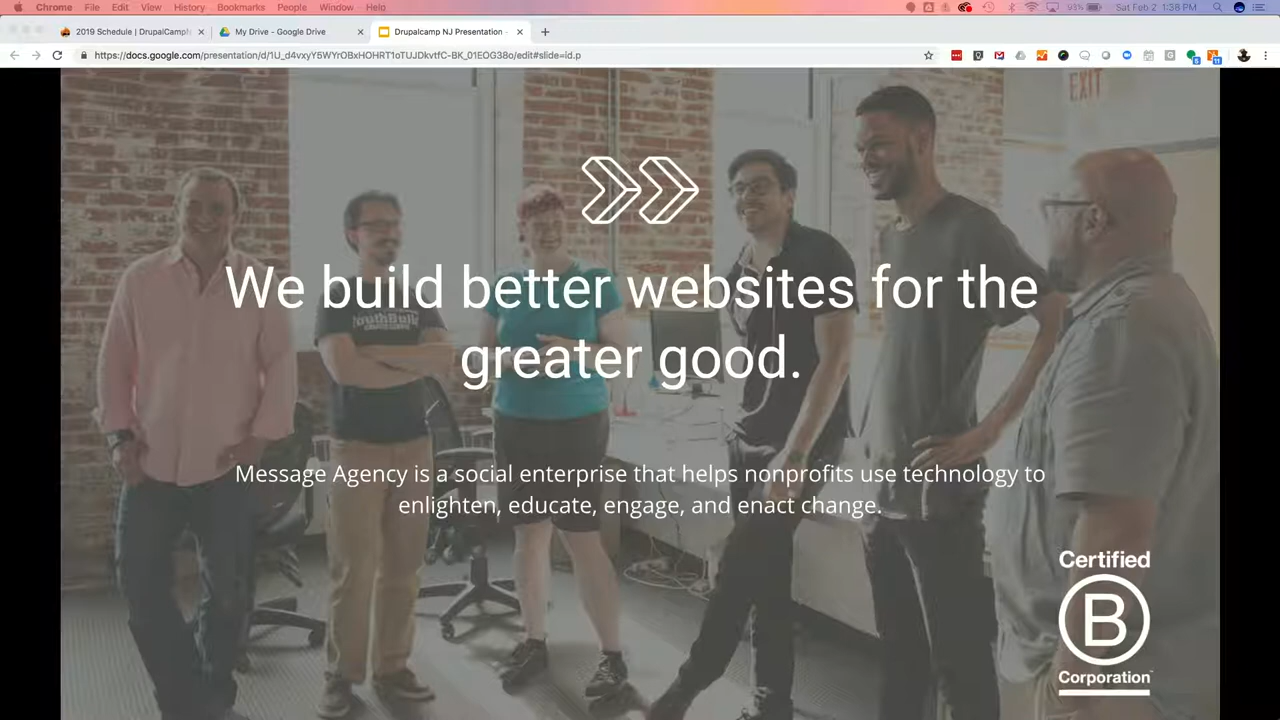 Chrome File Edit View History Bookmarks People Window Help 93% Sat Feb 2 1:38 PM
2019 Schedule | DrupalCamp My Drive - Google Drive Drupalcamp NJ Presentation -
https://docs.google.com/presentation/d/1U_d4vxyY5WYrOBxHOHRT1oTUJDkvtfC-BK_01EOG38o/edit#slide=id.p
EXIT
We build better websites for the
greater good.
YouthBuild
Message Agency is a social enterprise that helps nonprofits use technology to
enlighten, educate, engage, and enact change.
Certified
B
Corporation